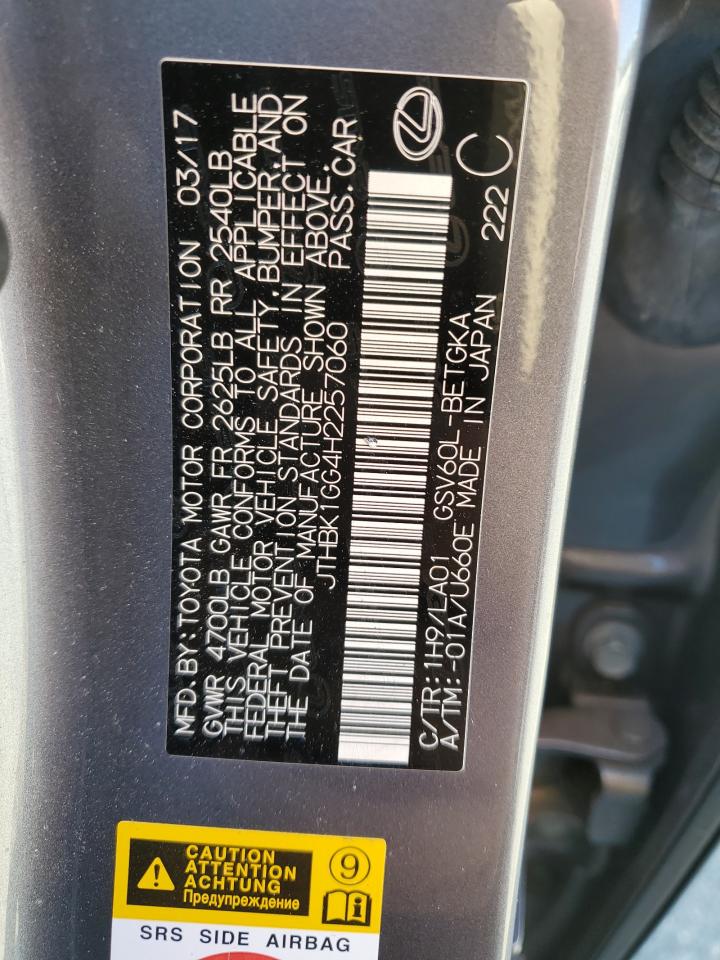 MFD. BY: TOYOTA MOTOR CORPORATION 03/17
GVWR 4700LB GAWR FR 2625LB RR 2540LB
THIS VEHICLE CONFORMS TO ALL APPLICABLE
FEDERAL MOTOR VEHICLE SAFETY, BUMPER, AND
THEFT PREVENTION STANDARDS IN EFFECT ON
THE DATE OF MANUFACTURE SHOWN ABOVE.
JTHBK1GG4H2257060 PASS. CAR
C/TR: 1H9/LA01 GSV60L-BETGKA 222 C
A/TM: -01A/U660E MADE IN JAPAN
CAUTION
ATTENTION
ACHTUNG
Предупреждение
9
SRS SIDE AIRBAG